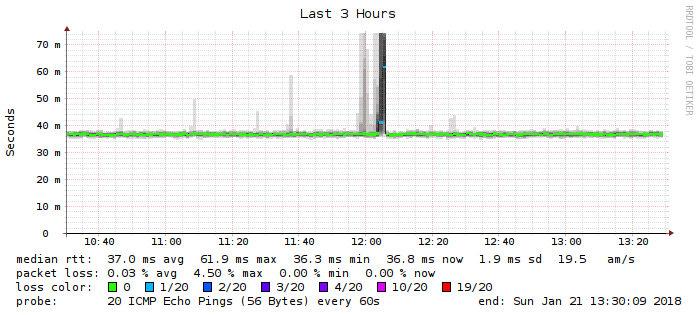 Last 3 Hours
RRDTOOL / TOBI OETIKER
Seconds
70 m
60 m
50 m
40 m
30 m
20 m
10 m
0
10:40 11:00 11:20 11:40 12:00 12:20 12:40 13:00 13:20
median rtt: 37.0 ms avg 61.9 ms max 36.3 ms min 36.8 ms now 1.9 ms sd 19.5 am/s
packet loss: 0.03 % avg 4.50 % max 0.00 % min 0.00 % now
loss color: 0 1/20 2/20 3/20 4/20 10/20 19/20
probe: 20 ICMP Echo Pings (56 Bytes) every 60s end: Sun Jan 21 13:30:09 2018